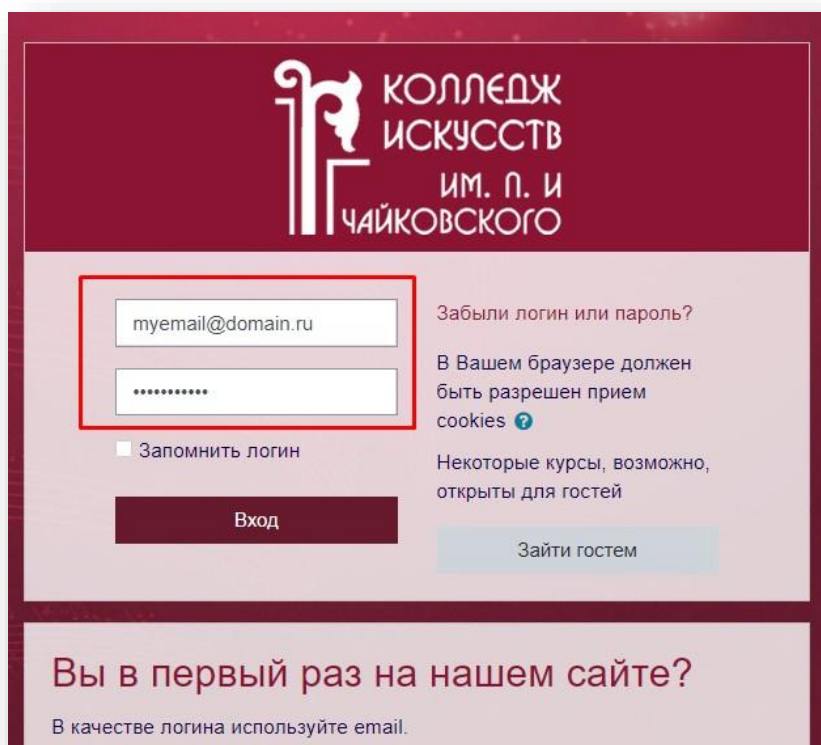 КОЛЛЕДЖ
ИСКУССТВ
ИМ. П. И
ЧАЙКОВСКОГО
myemail@domain.ru
•••••••••••
Запомнить логин
Вход
Забыли логин или пароль?
В Вашем браузере должен
быть разрешен прием
cookies ?
Некоторые курсы, возможно,
открыты для гостей
Зайти гостем
Вы в первый раз на нашем сайте?
В качестве логина используйте email.